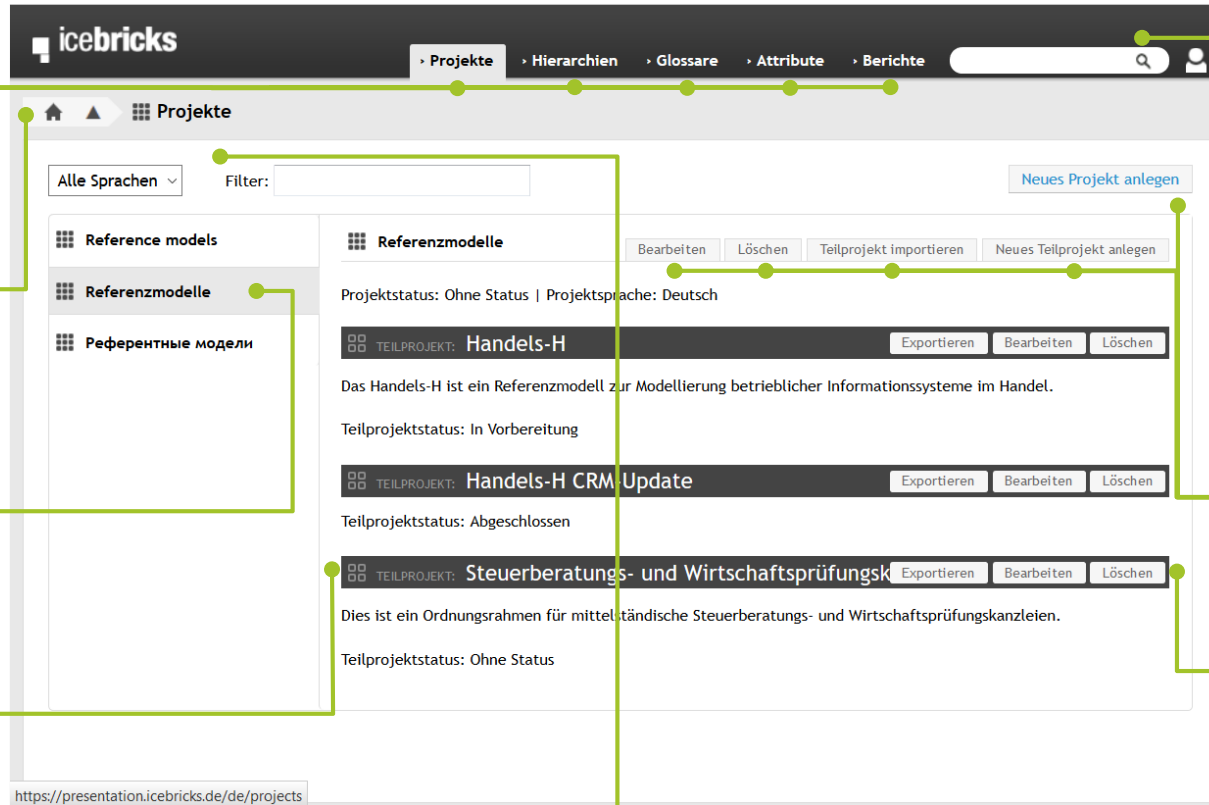 icebricks
› Projekte › Hierarchien › Glossare › Attribute › Berichte
Projekte
Alle Sprachen Filter: Neues Projekt anlegen
Reference models
Referenzmodelle
Референтные модели
Referenzmodelle Bearbeiten Löschen Teilprojekt importieren Neues Teilprojekt anlegen
Projektstatus: Ohne Status | Projektsprache: Deutsch
TEILPROJEKT: Handels-H Exportieren Bearbeiten Löschen
Das Handels-H ist ein Referenzmodell zur Modellierung betrieblicher Informationssysteme im Handel.
Teilprojektstatus: In Vorbereitung
TEILPROJEKT: Handels-H CRM-Update Exportieren Bearbeiten Löschen
Teilprojektstatus: Abgeschlossen
TEILPROJEKT: Steuerberatungs- und Wirtschaftsprüfungsk Exportieren Bearbeiten Löschen
Dies ist ein Ordnungsrahmen für mittelständische Steuerberatungs- und Wirtschaftsprüfungskanzleien.
Teilprojektstatus: Ohne Status
https://presentation.icebricks.de/de/projects